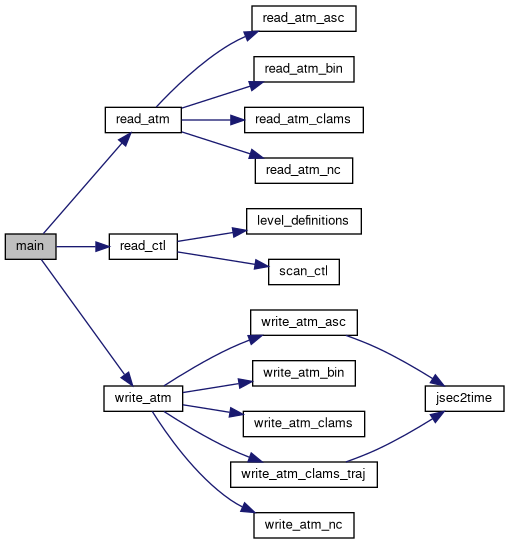 read_atm_asc
read_atm_bin
read_atm
read_atm_clams
read_atm_nc
level_definitions
main
read_ctl
scan_ctl
write_atm_asc
write_atm_bin
write_atm
jsec2time
write_atm_clams
write_atm_clams_traj
write_atm_nc